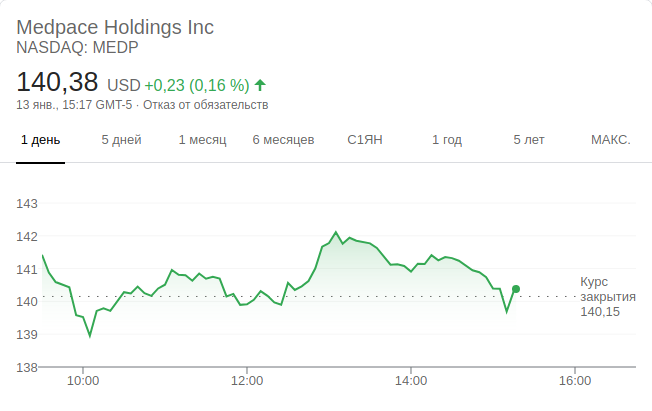 Medpace Holdings Inc
NASDAQ: MEDP
140,38 USD +0,23 (0,16 %)
13 янв., 15:17 GMT-5 · Отказ от обязательств
1 день 5 дней 1 месяц 6 месяцев С1ЯН 1 год 5 лет МАКС.
143
142
141
140
139
138
Курс
закрытия
140,15
10:00 12:00 14:00 16:00